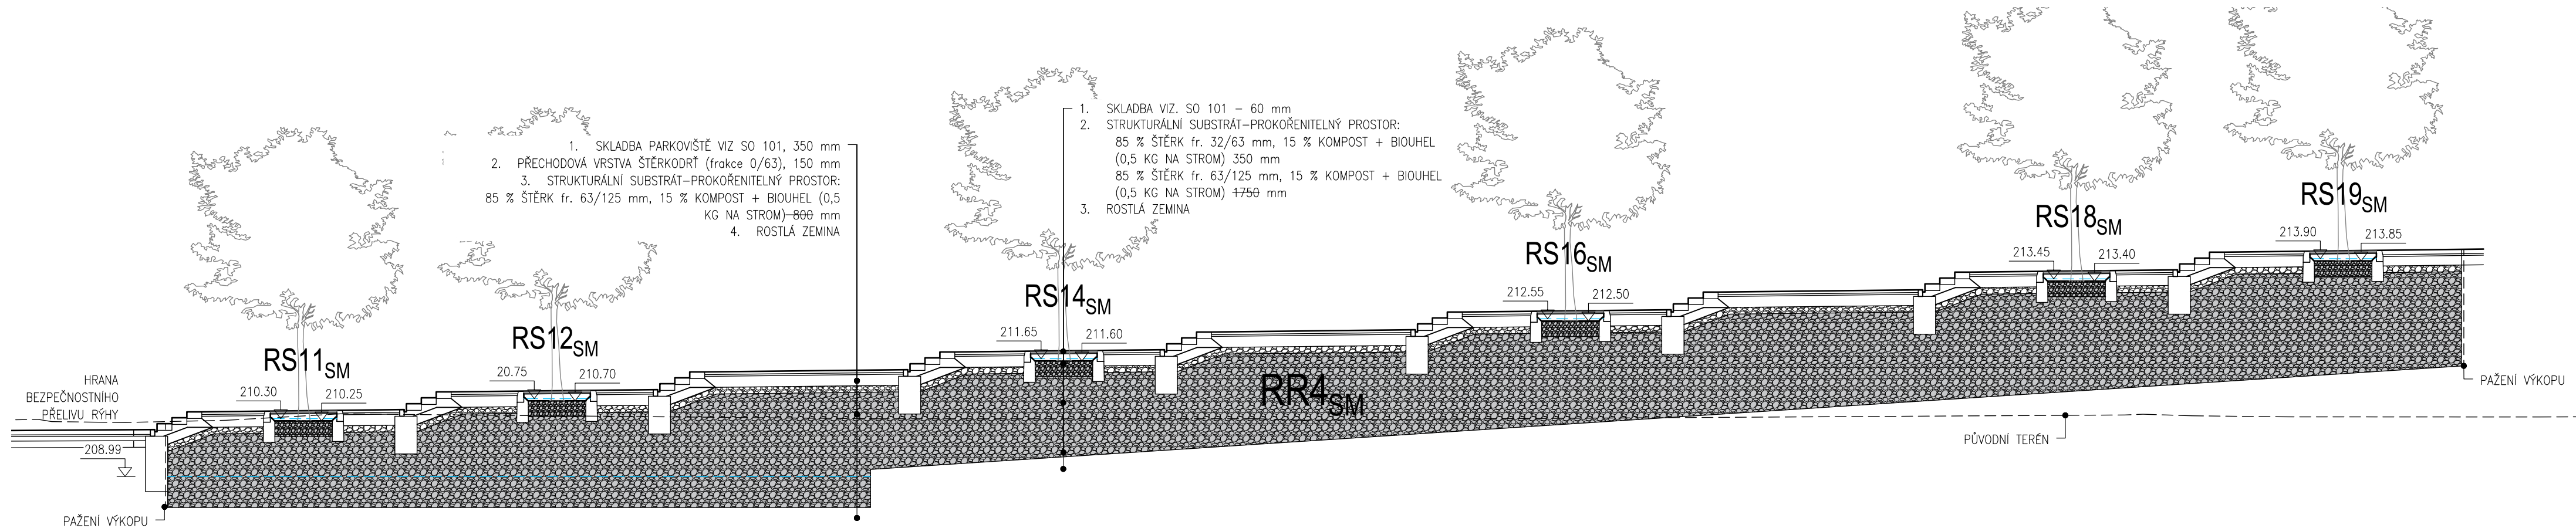 1. SKLADBA PARKOVIŠTĚ VIZ SO 101, 350 mm
2. PŘECHODOVÁ VRSTVA ŠTĚRKODRŤ (frakce 0/63), 150 mm
3. STRUKTURÁLNÍ SUBSTRÁT-PROKOŘENITELNÝ PROSTOR:
85 % ŠTĚRK fr. 63/125 mm, 15 % KOMPOST + BIOUHEL (0,5
KG NA STROM) 800 mm
4. ROSTLÁ ZEMINA
1. SKLADBA VIZ. SO 101 - 60 mm
2. STRUKTURÁLNÍ SUBSTRÁT-PROKOŘENITELNÝ PROSTOR:
85 % ŠTĚRK fr. 32/63 mm, 15 % KOMPOST + BIOUHEL
(0,5 KG NA STROM) 350 mm
85 % ŠTĚRK fr. 63/125 mm, 15 % KOMPOST + BIOUHEL
(0,5 KG NA STROM) 1750 mm
3. ROSTLÁ ZEMINA
RS11SM
210.30
210.25
RS12SM
20.75
210.70
RS14SM
211.65
211.60
RS16SM
212.55
212.50
RS18SM
213.45
213.40
RS19SM
213.90
213.85
RR4SM
HRANA
BEZPEČNOSTNÍHO
PŘELIVU RÝHY
208.99
PAŽENÍ VÝKOPU
PŮVODNÍ TERÉN
PAŽENÍ VÝKOPU